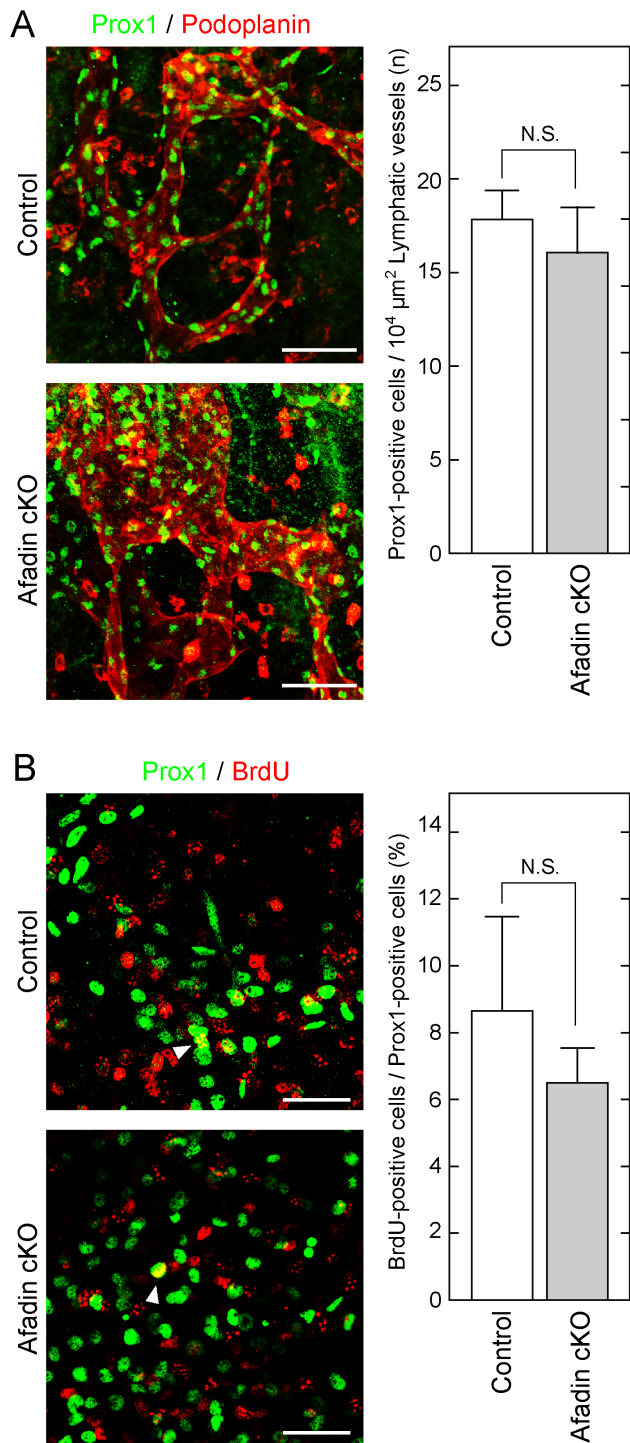 A
Prox1 / Podoplanin
Control
Afadin cKO
Prox1-positive cells / 10⁴ µm² Lymphatic vessels (n)
25
20
15
10
5
0
N.S.
Control
Afadin cKO
B
Prox1 / BrdU
Control
Afadin cKO
BrdU-positive cells / Prox1-positive cells (%)
14
12
10
8
6
4
2
0
N.S.
Control
Afadin cKO